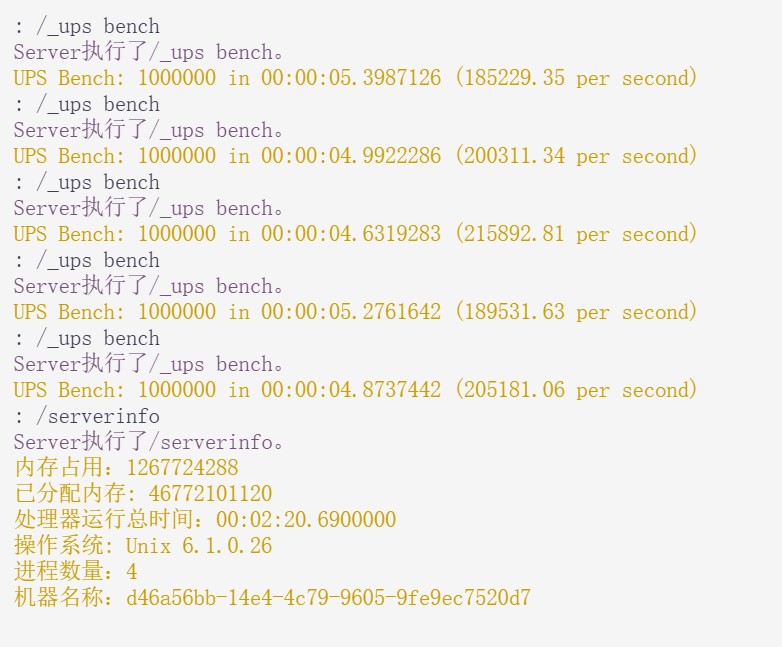 : /_ups bench
Server执行了/_ups bench。
UPS Bench: 1000000 in 00:00:05.3987126 (185229.35 per second)
: /_ups bench
Server执行了/_ups bench。
UPS Bench: 1000000 in 00:00:04.9922286 (200311.34 per second)
: /_ups bench
Server执行了/_ups bench。
UPS Bench: 1000000 in 00:00:04.6319283 (215892.81 per second)
: /_ups bench
Server执行了/_ups bench。
UPS Bench: 1000000 in 00:00:05.2761642 (189531.63 per second)
: /_ups bench
Server执行了/_ups bench。
UPS Bench: 1000000 in 00:00:04.8737442 (205181.06 per second)
: /serverinfo
Server执行了/serverinfo。
内存占用: 1267724288
已分配内存: 46772101120
处理器运行总时间: 00:02:20.6900000
操作系统: Unix 6.1.0.26
进程数量: 4
机器名称: d46a56bb-14e4-4c79-9605-9fe9ec7520d7